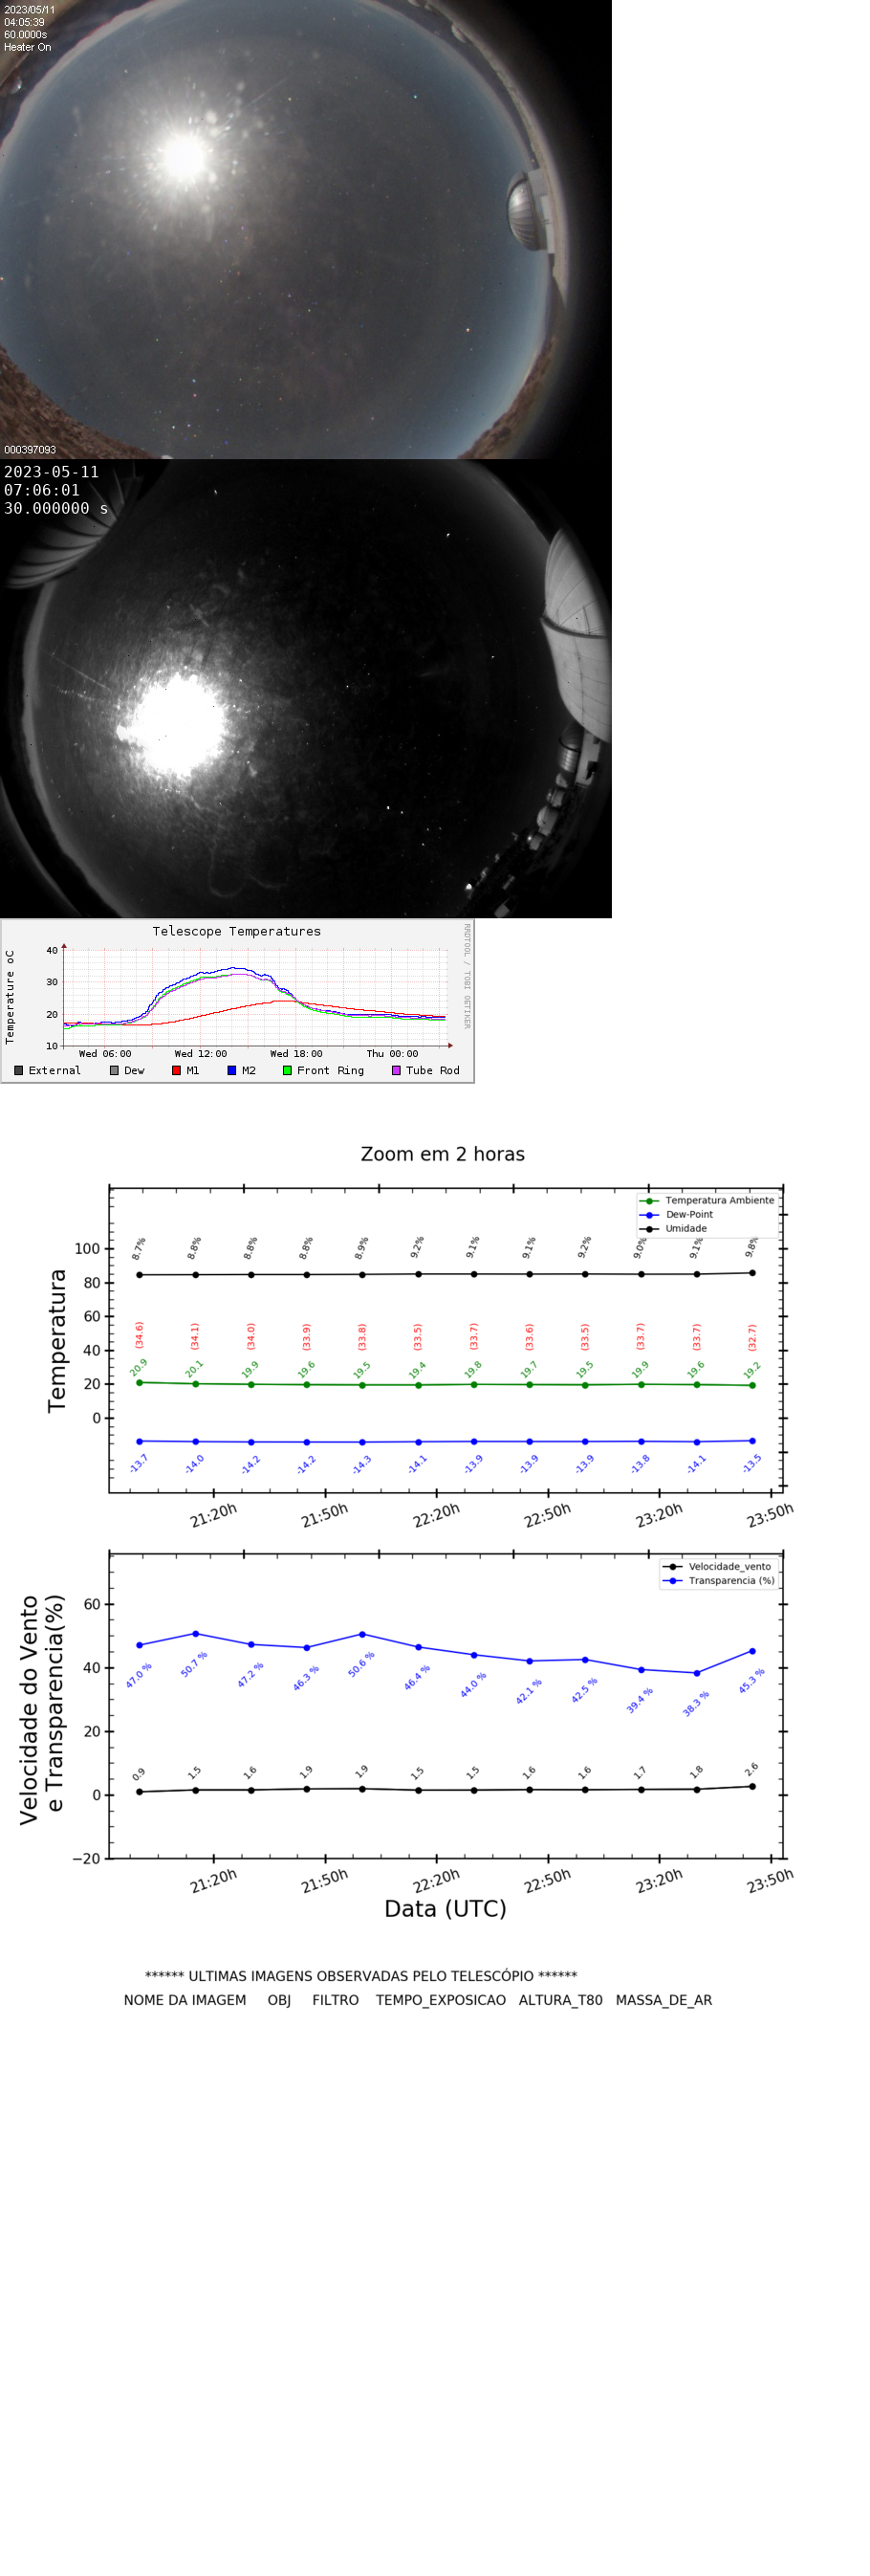 2023/05/11
04:05:39
60.0000s
Heater On
000397093
2023-05-11
07:06:01
30.000000 s
Telescope Temperatures
RRDTOOL / TOBI OETIKER
Temperature oC
40
30
20
10
Wed 06:00 Wed 12:00 Wed 18:00 Thu 00:00
External Dew M1 M2 Front Ring Tube Rod
Zoom em 2 horas
Temperatura Ambiente
Dew-Point
Umidade
Temperatura
100
80
60
40
20
0
8.7% 8.8% 8.8% 8.8% 8.9% 9.2% 9.1% 9.1% 9.2% 9.0% 9.1% 9.8%
(34.6) (34.1) (34.0) (33.9) (33.8) (33.5) (33.7) (33.6) (33.5) (33.7) (33.7) (32.7)
20.9 20.1 19.9 19.6 19.5 19.4 19.8 19.7 19.5 19.9 19.6 19.2
-13.7 -14.0 -14.2 -14.2 -14.3 -14.1 -13.9 -13.9 -13.9 -13.8 -14.1 -13.5
21:20h 21:50h 22:20h 22:50h 23:20h 23:50h
Velocidade_vento
Transparencia (%)
Velocidade do Vento
e Transparencia(%)
60
40
20
0
−20
47.0 % 50.7 % 47.2 % 46.3 % 50.6 % 46.4 % 44.0 % 42.1 % 42.5 % 39.4 % 38.3 % 45.3 %
0.9 1.5 1.6 1.9 1.9 1.5 1.5 1.6 1.6 1.7 1.8 2.6
21:20h 21:50h 22:20h 22:50h 23:20h 23:50h
Data (UTC)
****** ULTIMAS IMAGENS OBSERVADAS PELO TELESCÓPIO ******
NOME DA IMAGEM OBJ FILTRO TEMPO_EXPOSICAO ALTURA_T80 MASSA_DE_AR